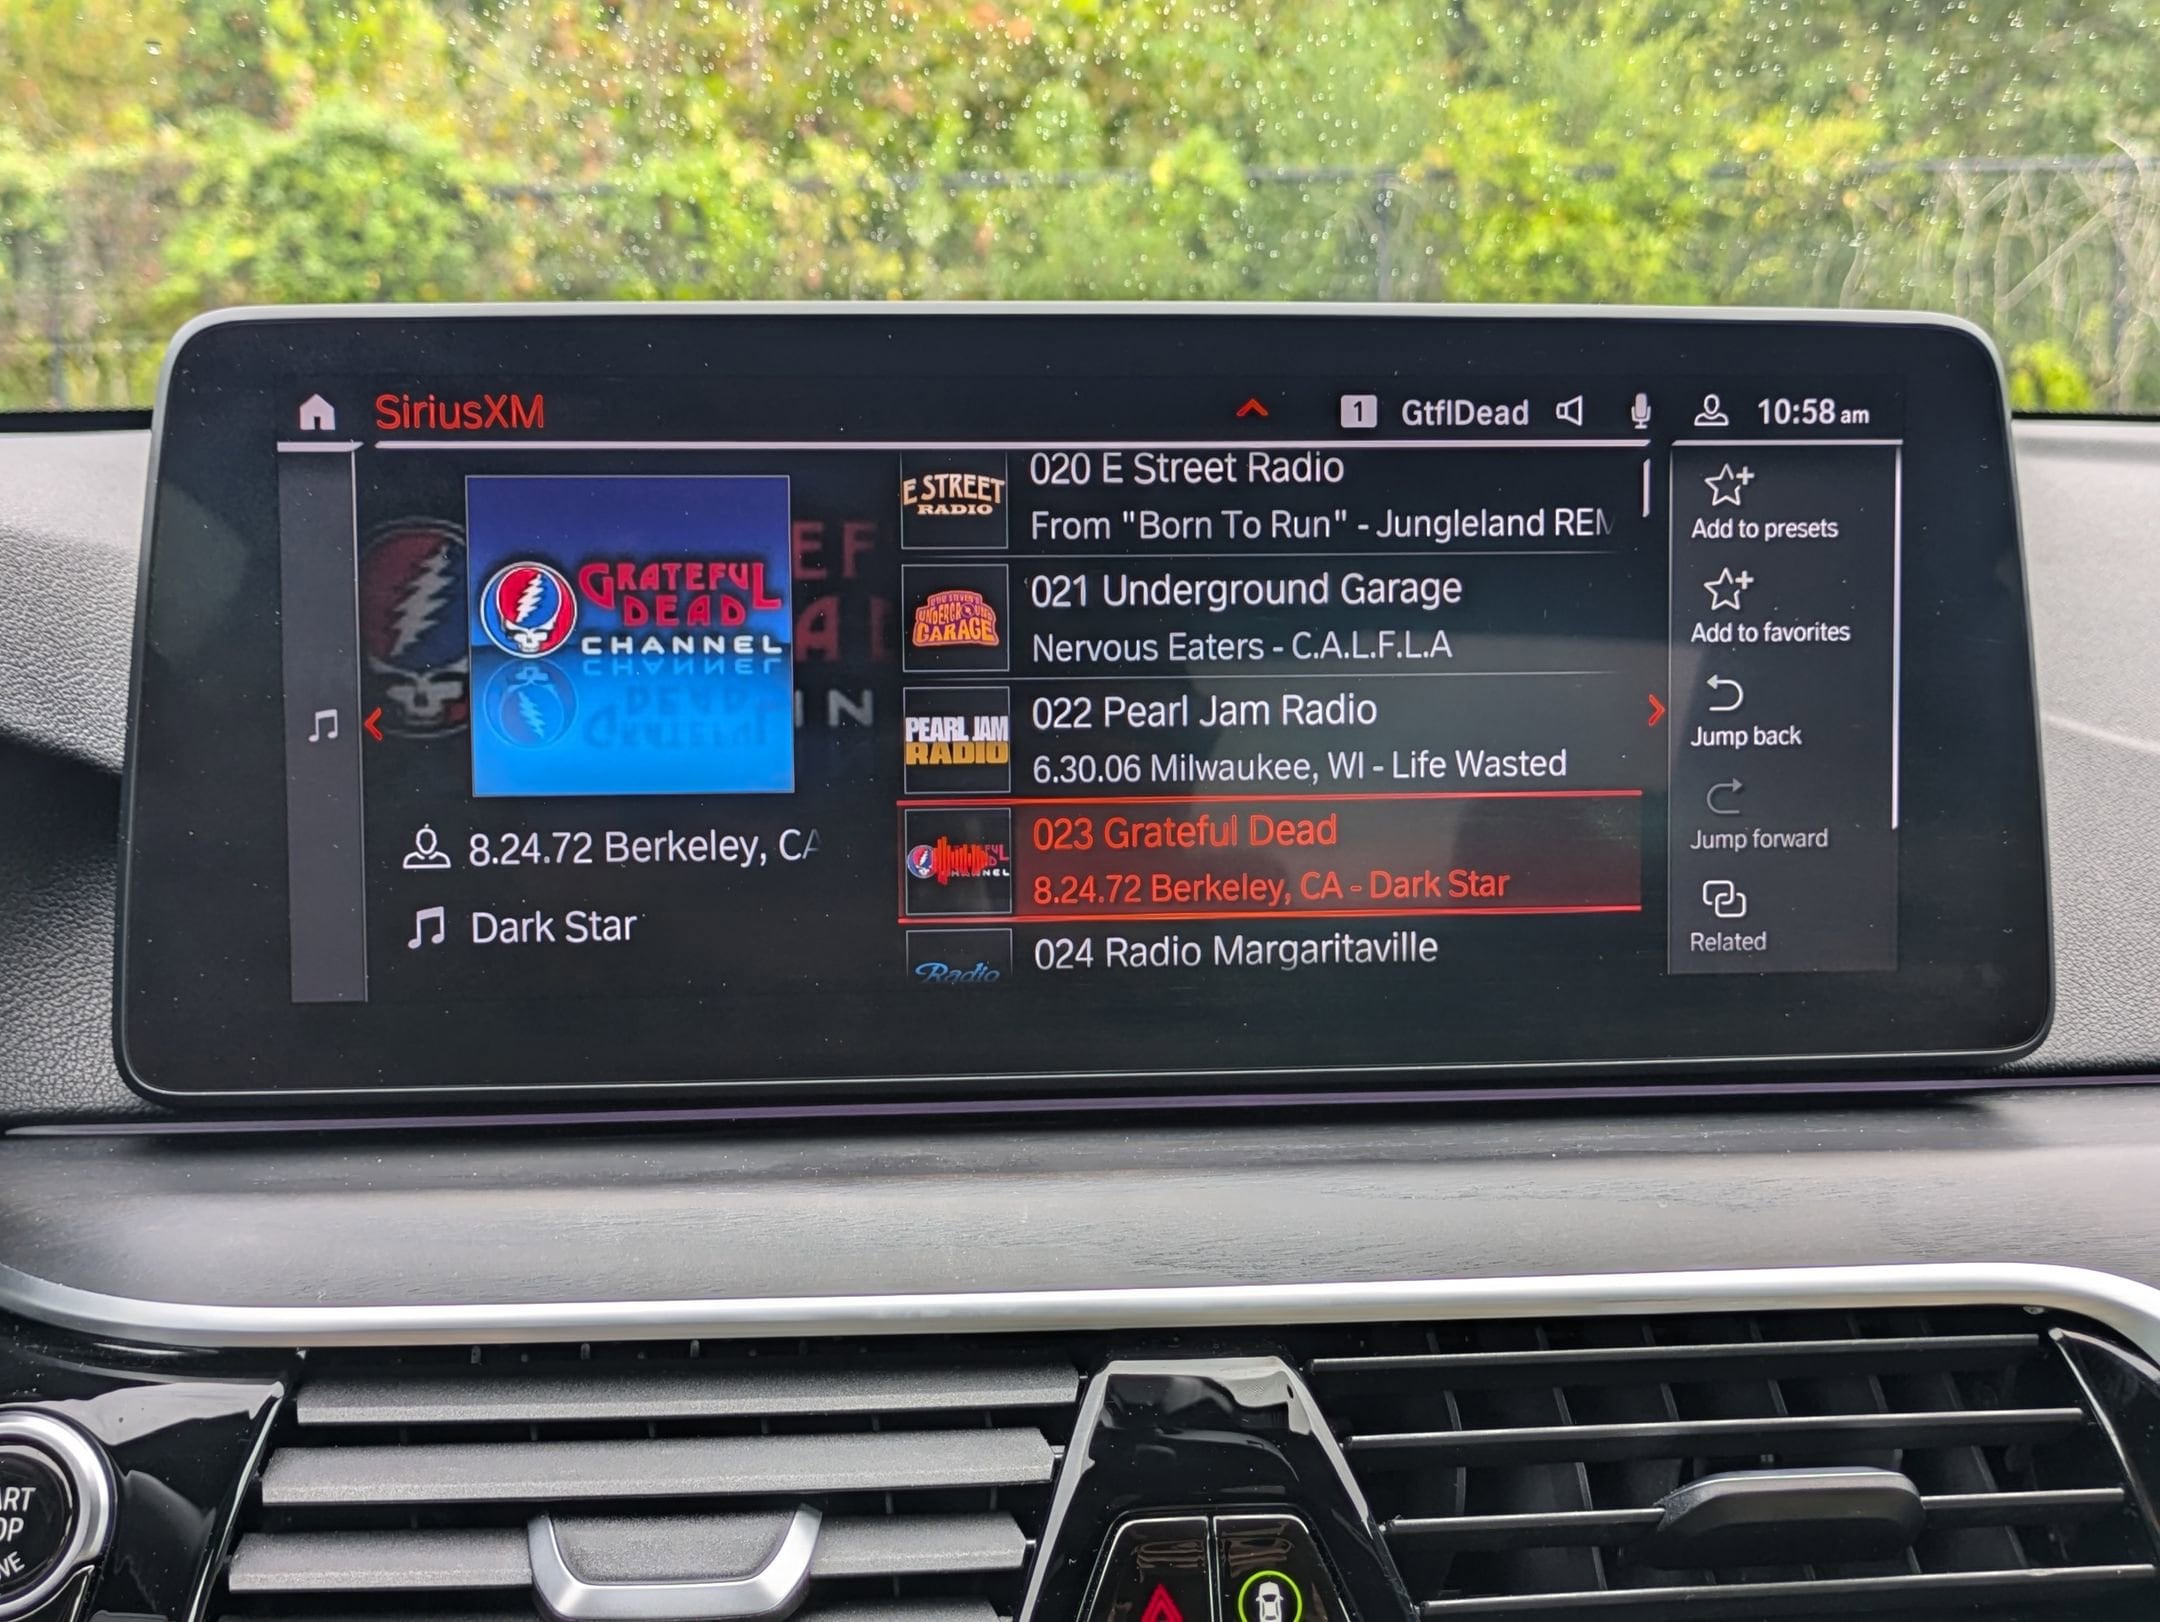 SiriusXM
1 GtflDead
10:58 am
GRATEFUL
DEAD
CHANNEL
8.24.72 Berkeley, CA
Dark Star
E STREET
RADIO
020 E Street Radio
From "Born To Run" - Jungleland REM
UNDERGROUND
GARAGE
021 Underground Garage
Nervous Eaters - C.A.L.F.L.A
PEARL JAM
RADIO
022 Pearl Jam Radio
6.30.06 Milwaukee, WI - Life Wasted
023 Grateful Dead
8.24.72 Berkeley, CA - Dark Star
Radio
024 Radio Margaritaville
Add to presets
Add to favorites
Jump back
Jump forward
Related
ART
OP